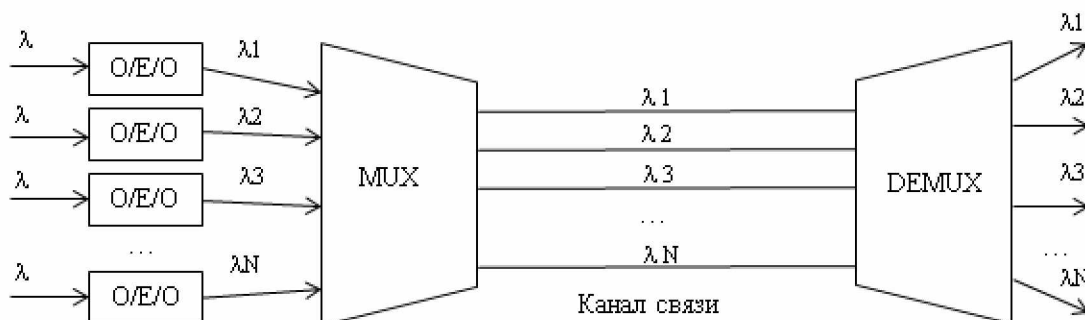 λ O/E/O λ1
λ O/E/O λ2
λ O/E/O λ3
...
λ O/E/O λN
MUX
λ 1
λ 2
λ 3
...
λ N
Канал связи
DEMUX
λ1
λ2
λ3
...
λN